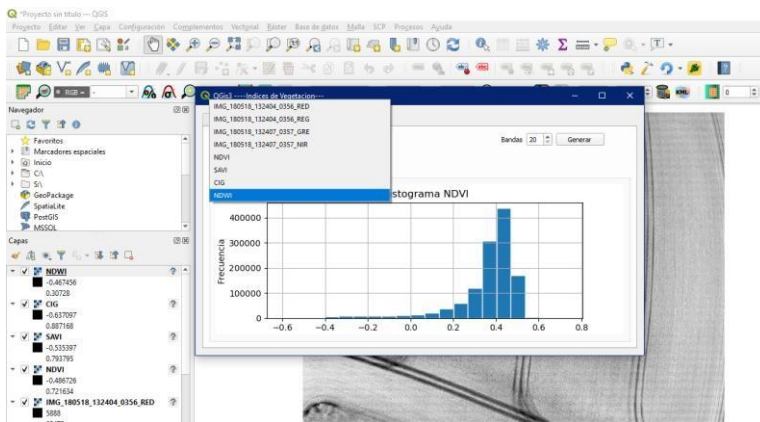 *Proyecto sin título — QGIS
Proyecto Editar Ver Capa Configuración Complementos Vectorial Ráster Base de datos Malla SCP Procesos Ayuda
RGB
KML
0
Navegador
Favoritos
Marcadores espaciales
Inicio
C:\
S:\
GeoPackage
SpatiaLite
PostGIS
MSSQL
Capas
NDWI
-0.467456
0.30728
CIG
-0.637097
0.887168
SAVI
-0.535397
0.793795
NDVI
-0.486726
0.721634
IMG_180518_132404_0356_RED
5888
QGis3 ----Indices de Vegetacion---
IMG_180518_132404_0356_RED
IMG_180518_132404_0356_REG
IMG_180518_132407_0357_GRE
IMG_180518_132407_0357_NIR
NDVI
SAVI
CIG
NDWI
Bandas 20 Generar
stograma NDVI
Frecuencia
400000
300000
200000
100000
0
-0.6 -0.4 -0.2 0.0 0.2 0.4 0.6 0.8